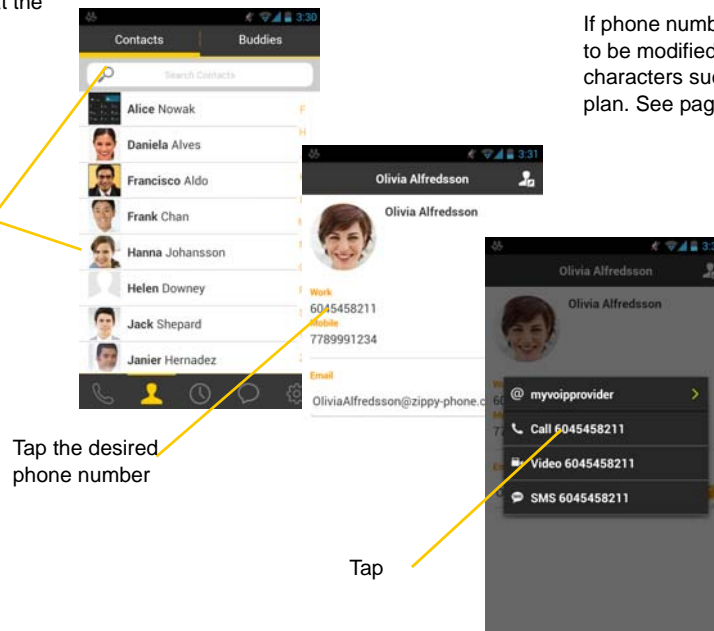 t the
3:30
Contacts
Buddies
Search Contacts
Alice Nowak
Daniela Alves
Francisco Aldo
Frank Chan
Hanna Johansson
Helen Downey
Jack Shepard
Janier Hernadez
F
H
If phone numb
to be modified
characters suc
plan. See pag
3:31
Olivia Alfredsson
Olivia Alfredsson
Work
6045458211
Mobile
7789991234
Email
OliviaAlfredsson@zippy-phone.c
Tap the desired
phone number
3:3
Olivia Alfredsson
Olivia Alfredsson
@ myvoipprovider
Call 6045458211
Video 6045458211
SMS 6045458211
Tap